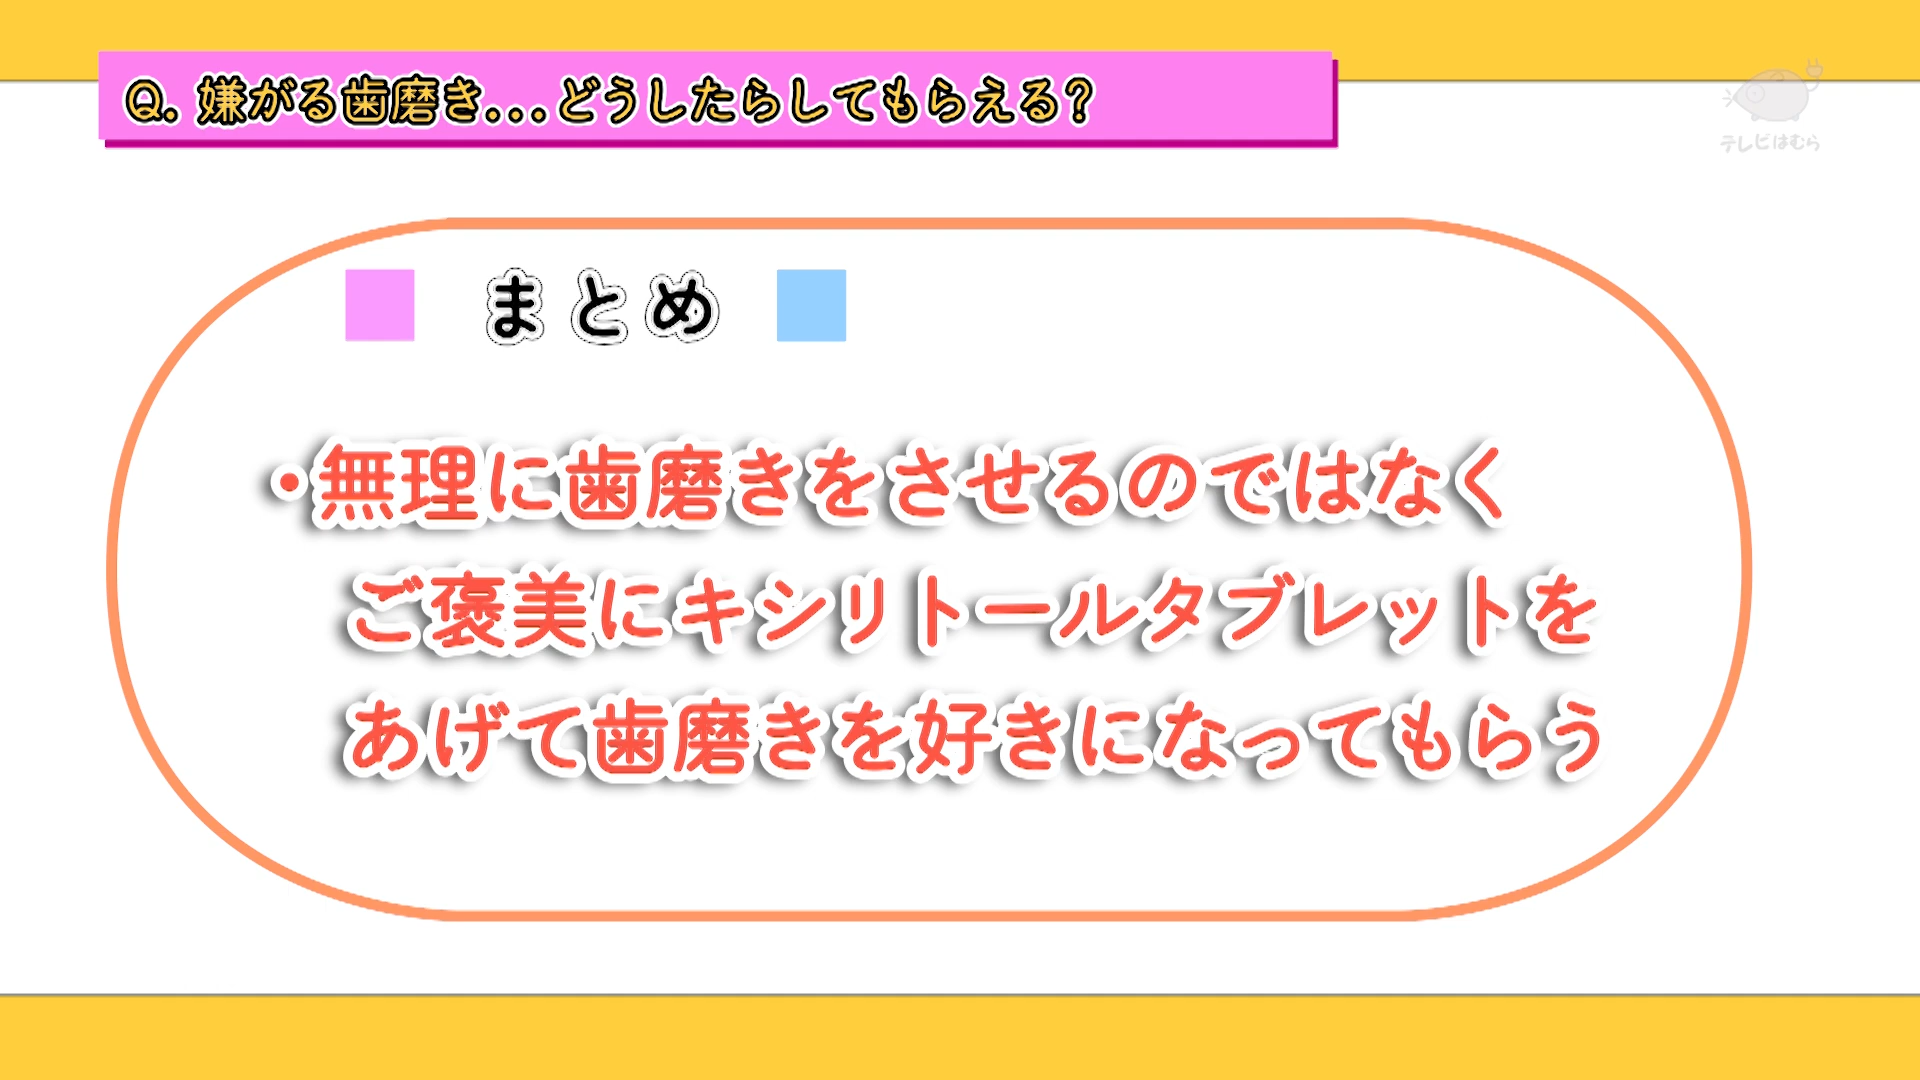 Q. 嫌がる歯磨き...どうしたらしてもらえる？
テレビはむら
まとめ
・無理に歯磨きをさせるのではなく
ご褒美にキシリトールタブレットを
あげて歯磨きを好きになってもらう